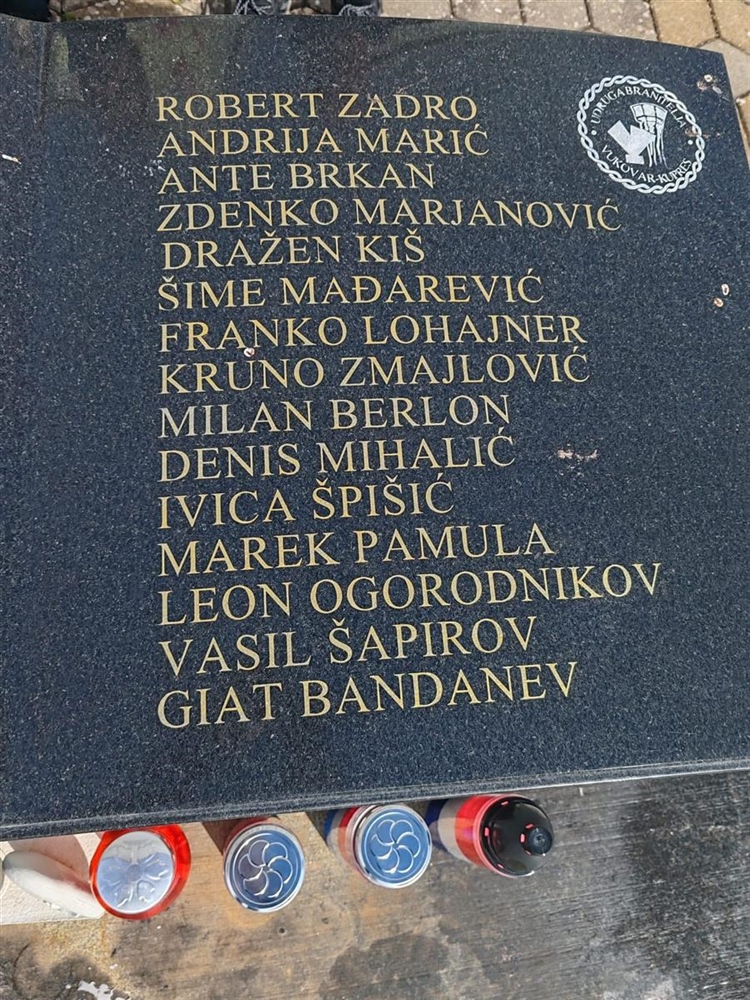 ROBERT ZADRO
ANDRIJA MARIĆ
ANTE BRKAN
ZDENKO MARJANOVIĆ
DRAŽEN KIŠ
ŠIME MAĐAREVIĆ
FRANKO LOHAJNER
KRUNO ZMAJLOVIĆ
MILAN BERLON
DENIS MIHALIĆ
IVICA ŠPIŠIĆ
MAREK PAMULA
LEON OGORODNIKOV
VASIL ŠAPIROV
GIAT BANDANEV
UDRUGA BRANITELJA
VUKOVAR-KUPRES